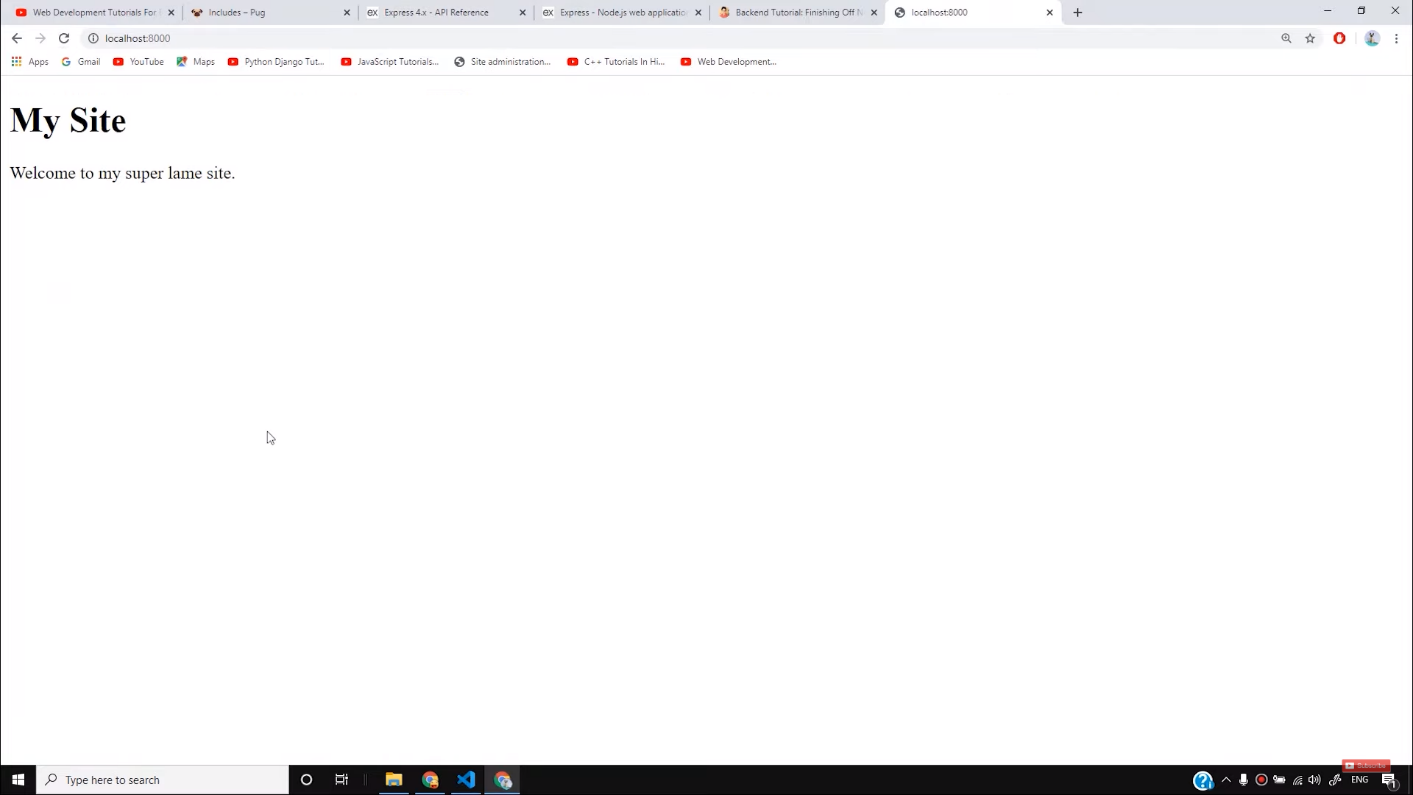 Web Development Tutorials For
Includes – Pug
Express 4.x - API Reference
Express - Node.js web applicatio
Backend Tutorial: Finishing Off N
localhost:8000
localhost:8000
Apps
Gmail
YouTube
Maps
Python Django Tut...
JavaScript Tutorials...
Site administration...
C++ Tutorials In Hi...
Web Development...
My Site
Welcome to my super lame site.
Type here to search
ENG
1
Subscribe